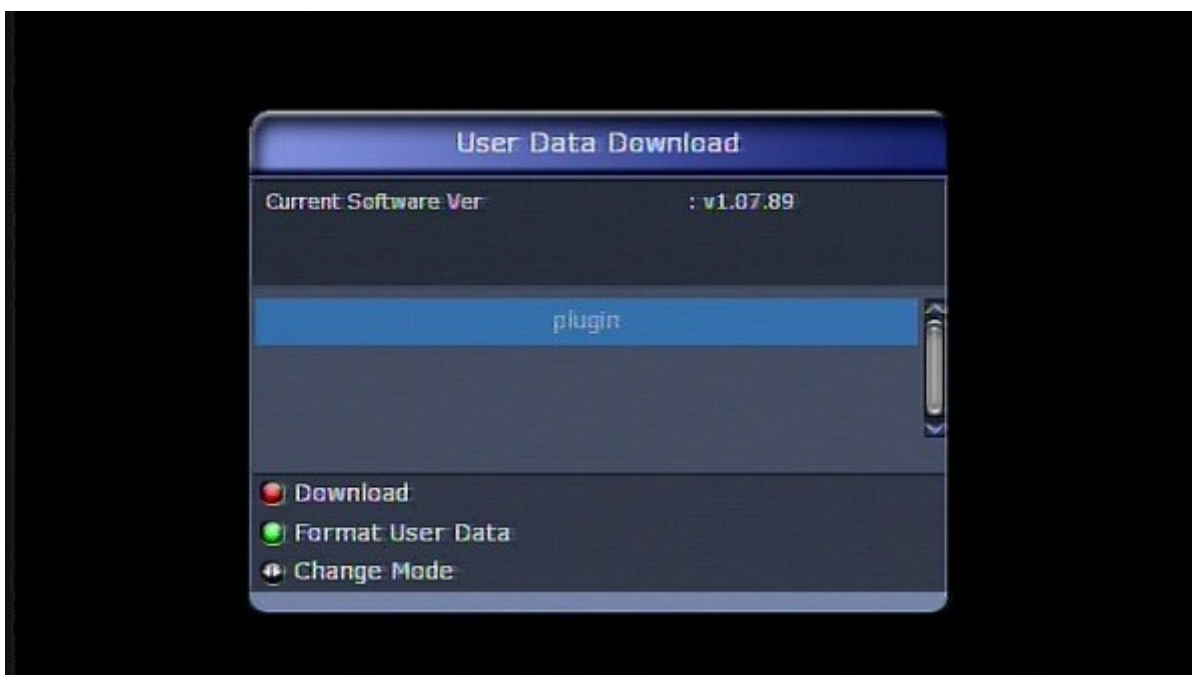 User Data Download
Current Software Ver : v1.07.89
plugin
Download
Format User Data
Change Mode